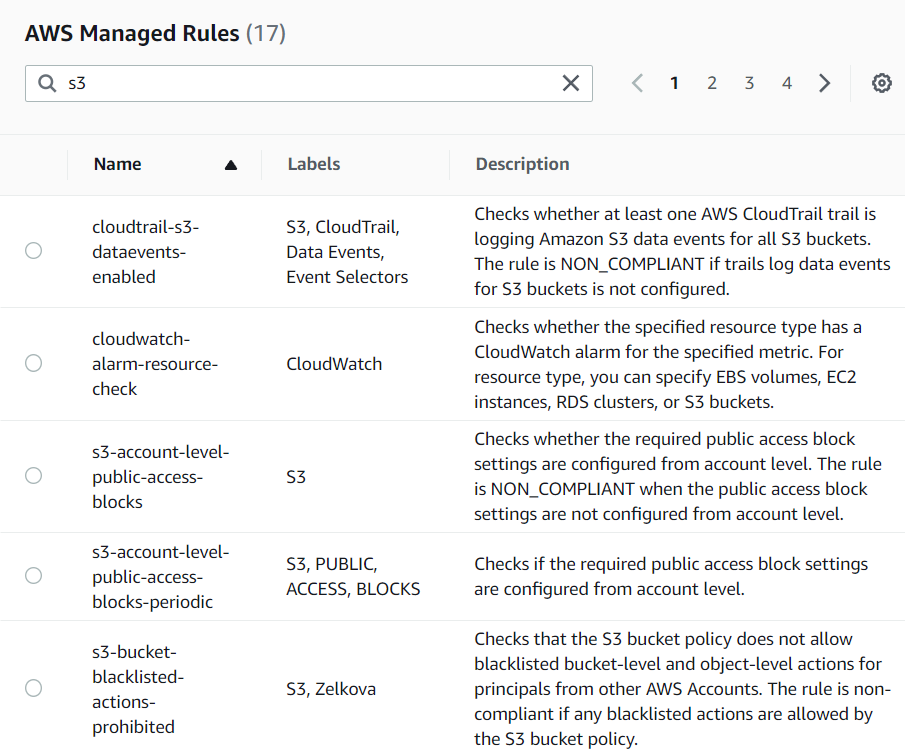 AWS Managed Rules (17)
s3
1 2 3 4
Name Labels Description
cloudtrail-s3-
dataevents-
enabled
S3, CloudTrail,
Data Events,
Event Selectors
Checks whether at least one AWS CloudTrail trail is
logging Amazon S3 data events for all S3 buckets.
The rule is NON_COMPLIANT if trails log data events
for S3 buckets is not configured.
cloudwatch-
alarm-resource-
check
CloudWatch
Checks whether the specified resource type has a
CloudWatch alarm for the specified metric. For
resource type, you can specify EBS volumes, EC2
instances, RDS clusters, or S3 buckets.
s3-account-level-
public-access-
blocks
S3
Checks whether the required public access block
settings are configured from account level. The rule
is NON_COMPLIANT when the public access block
settings are not configured from account level.
s3-account-level-
public-access-
blocks-periodic
S3, PUBLIC,
ACCESS, BLOCKS
Checks if the required public access block settings
are configured from account level.
s3-bucket-
blacklisted-
actions-
prohibited
S3, Zelkova
Checks that the S3 bucket policy does not allow
blacklisted bucket-level and object-level actions for
principals from other AWS Accounts. The rule is non-
compliant if any blacklisted actions are allowed by
the S3 bucket policy.